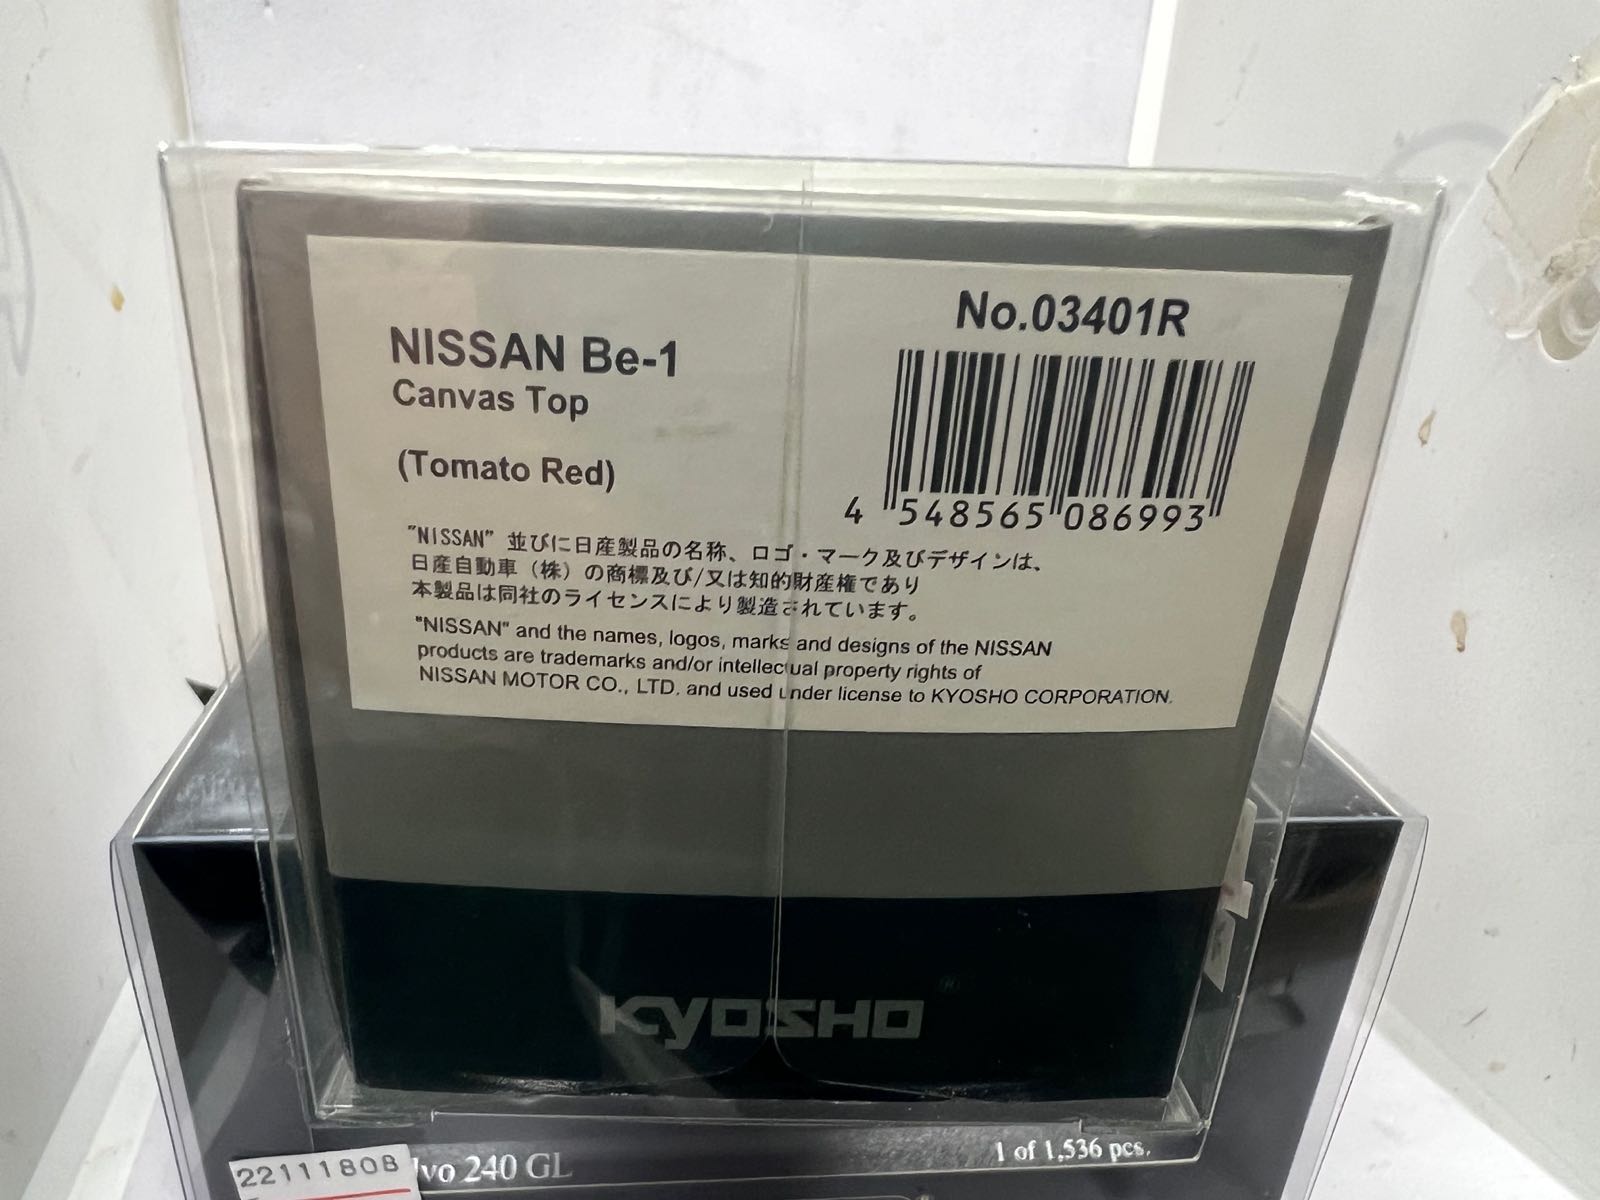 No.03401R
NISSAN Be-1
Canvas Top
(Tomato Red)
4 548565 086993
"NISSAN" 並びに日産製品の名称、ロゴ・マーク及びデザインは、
日産自動車（株）の商標及び/又は知的財産権であり
本製品は同社のライセンスにより製造されています。
"NISSAN" and the names, logos, marks and designs of the NISSAN
products are trademarks and/or intellectual property rights of
NISSAN MOTOR CO., LTD. and used under license to KYOSHO CORPORATION.
KYOSHO ®
22111808
lvo 240 GL
1 of 1,536 pcs.